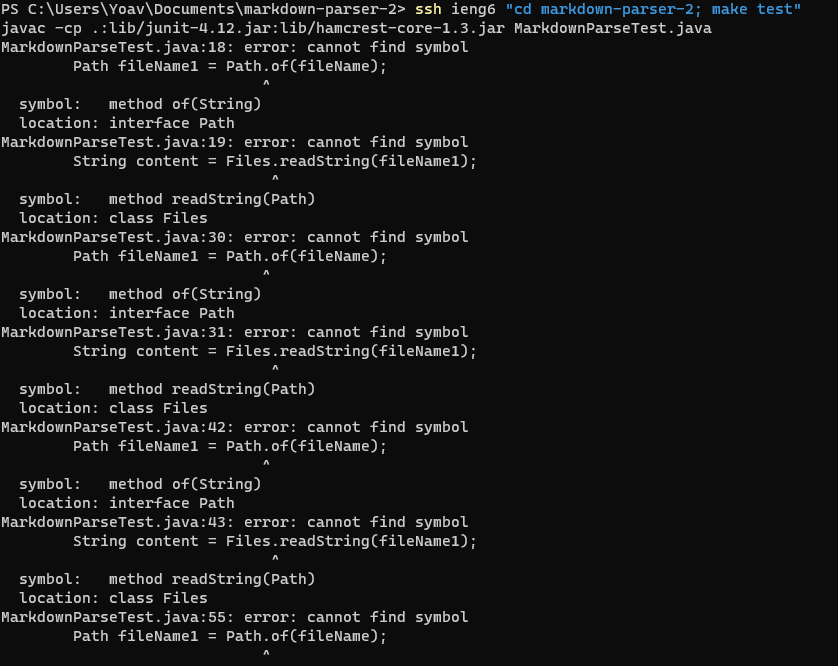 PS C:\Users\Yoav\Documents\markdown-parser-2> ssh ieng6 "cd markdown-parser-2; make test"
javac -cp .:lib/junit-4.12.jar:lib/hamcrest-core-1.3.jar MarkdownParseTest.java
MarkdownParseTest.java:18: error: cannot find symbol
        Path fileName1 = Path.of(fileName);
                             ^
  symbol:   method of(String)
  location: interface Path
MarkdownParseTest.java:19: error: cannot find symbol
        String content = Files.readString(fileName1);
                              ^
  symbol:   method readString(Path)
  location: class Files
MarkdownParseTest.java:30: error: cannot find symbol
        Path fileName1 = Path.of(fileName);
                             ^
  symbol:   method of(String)
  location: interface Path
MarkdownParseTest.java:31: error: cannot find symbol
        String content = Files.readString(fileName1);
                              ^
  symbol:   method readString(Path)
  location: class Files
MarkdownParseTest.java:42: error: cannot find symbol
        Path fileName1 = Path.of(fileName);
                             ^
  symbol:   method of(String)
  location: interface Path
MarkdownParseTest.java:43: error: cannot find symbol
        String content = Files.readString(fileName1);
                              ^
  symbol:   method readString(Path)
  location: class Files
MarkdownParseTest.java:55: error: cannot find symbol
        Path fileName1 = Path.of(fileName);
                             ^